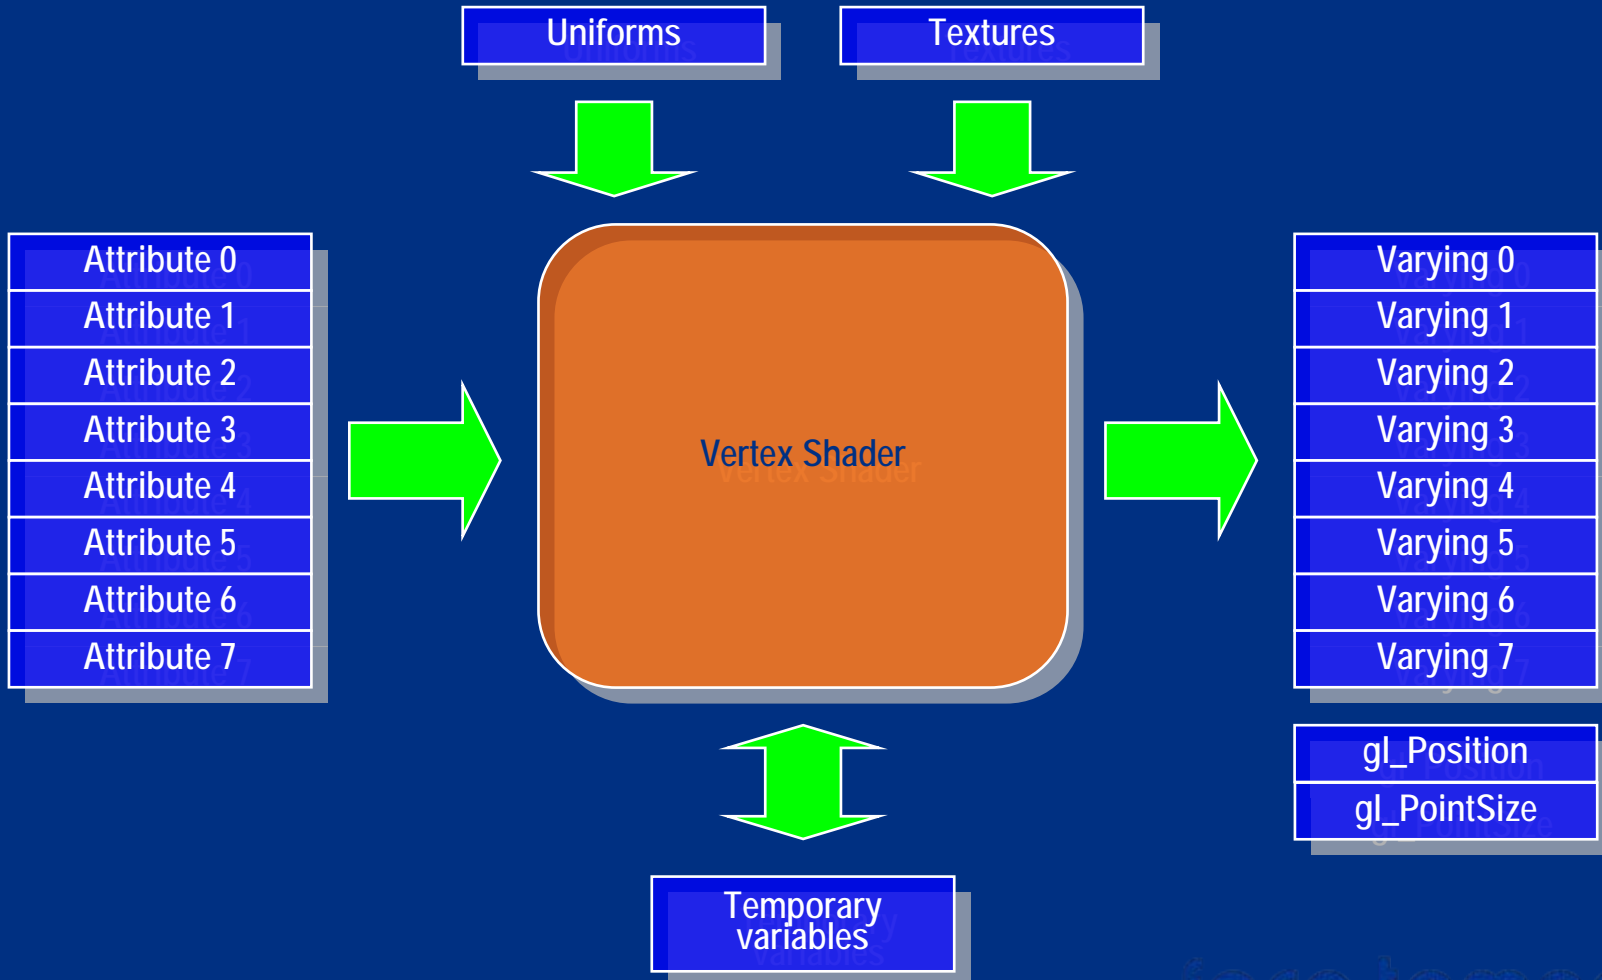 Uniforms
Textures
Attribute 0
Attribute 1
Attribute 2
Attribute 3
Attribute 4
Attribute 5
Attribute 6
Attribute 7
Vertex Shader
Varying 0
Varying 1
Varying 2
Varying 3
Varying 4
Varying 5
Varying 6
Varying 7
gl_Position
gl_PointSize
Temporary
variables